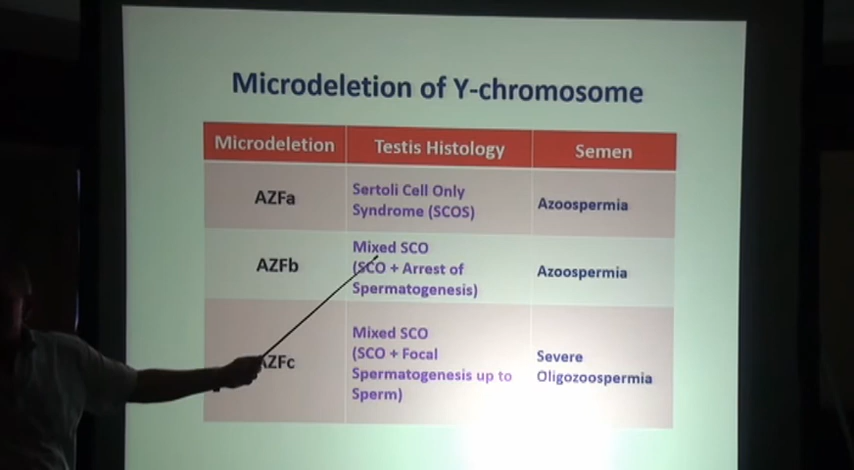 Microdeletion of Y-chromosome
Microdeletion Testis Histology Semen
AZFa
Sertoli Cell Only
Syndrome (SCOS)
Azoospermia
AZFb
Mixed SCO
(SCO + Arrest of
Spermatogenesis)
Azoospermia
AZFc
Mixed SCO
(SCO + Focal
Spermatogenesis up to
Sperm)
Severe
Oligozoospermia